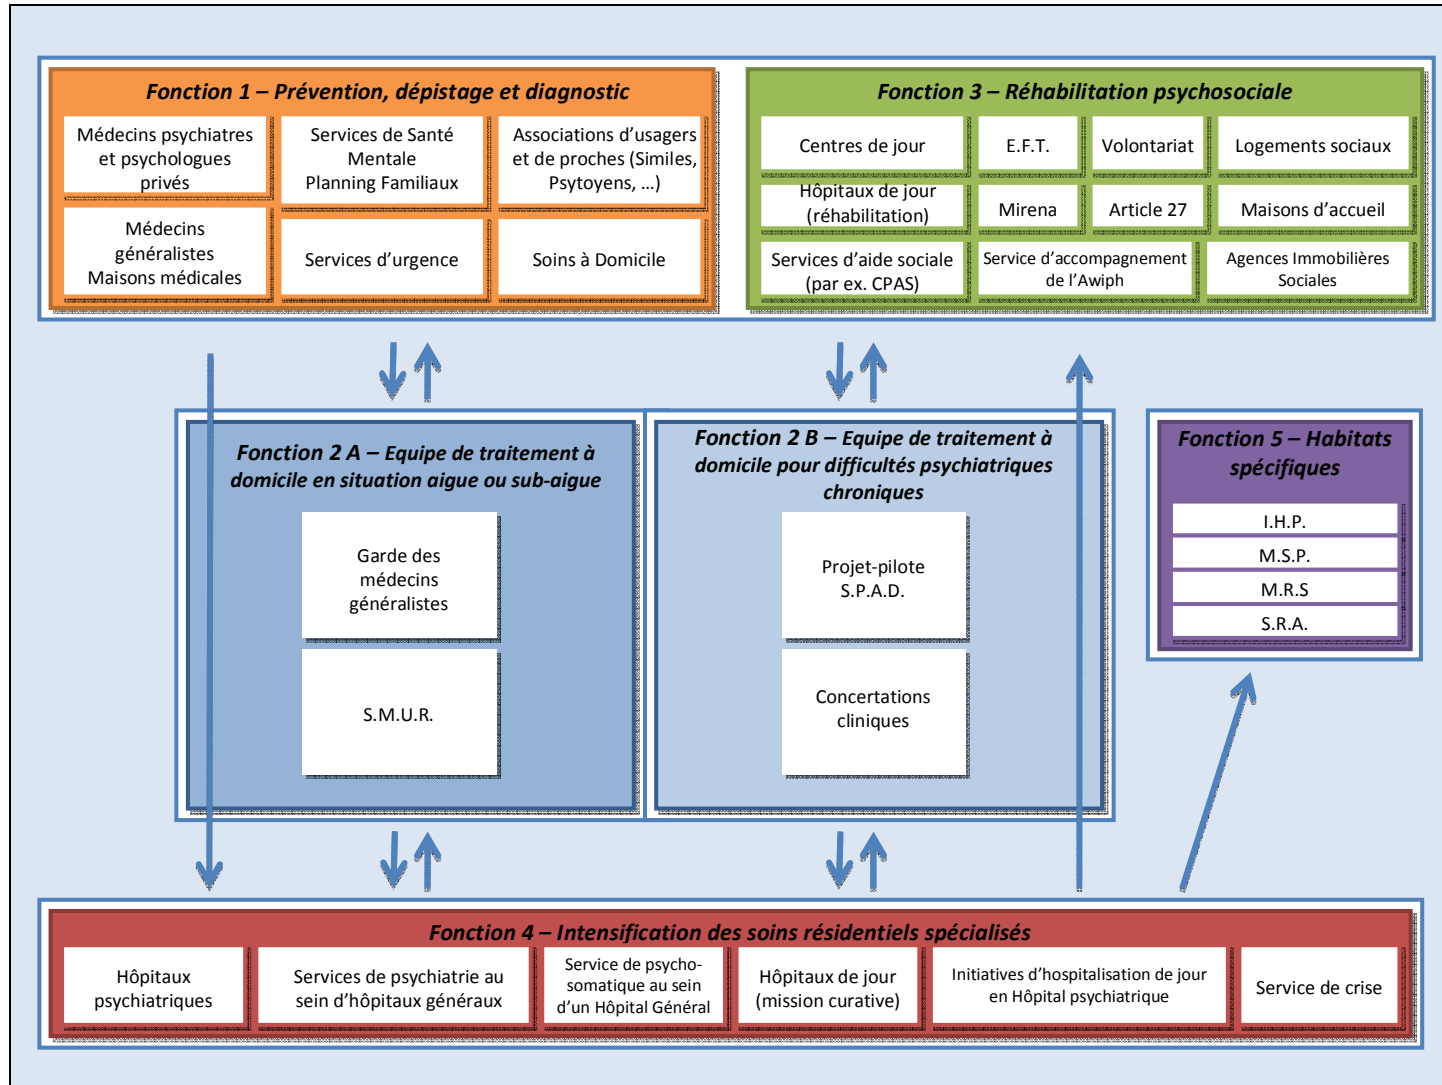 Fonction 1 – Prévention, dépistage et diagnostic
Médecins psychiatres
et psychologues
privés
Services de Santé
Mentale
Planning Familiaux
Associations d’usagers
et de proches (Similes,
Psytoyens, …)
Médecins
généralistes
Maisons médicales
Services d’urgence
Soins à Domicile
Fonction 3 – Réhabilitation psychosociale
Centres de jour
E.F.T.
Volontariat
Logements sociaux
Hôpitaux de jour
(réhabilitation)
Mirena
Article 27
Maisons d’accueil
Services d’aide sociale
(par ex. CPAS)
Service d’accompagnement
de l’Awiph
Agences Immobilières
Sociales
Fonction 2 A – Equipe de traitement à
domicile en situation aigue ou sub-aigue
Garde des
médecins
généralistes
S.M.U.R.
Fonction 2 B – Equipe de traitement à
domicile pour difficultés psychiatriques
chroniques
Projet-pilote
S.P.A.D.
Concertations
cliniques
Fonction 5 – Habitats
spécifiques
I.H.P.
M.S.P.
M.R.S
S.R.A.
Fonction 4 – Intensification des soins résidentiels spécialisés
Hôpitaux
psychiatriques
Services de psychiatrie au
sein d’hôpitaux généraux
Service de psycho-
somatique au sein
d’un Hôpital Général
Hôpitaux de jour
(mission curative)
Initiatives d’hospitalisation de jour
en Hôpital psychiatrique
Service de crise